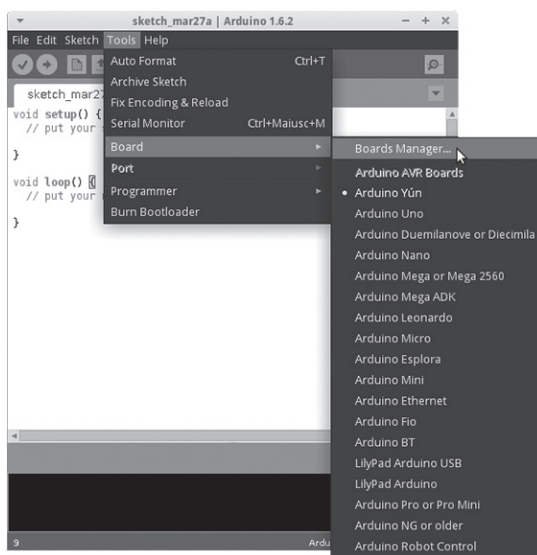 sketch_mar27a | Arduino 1.6.2
File Edit Sketch Tools Help
sketch_mar27
void setup() {
// put your
}
void loop() {
// put your
}
Auto Format Ctrl+T
Archive Sketch
Fix Encoding & Reload
Serial Monitor Ctrl+Maiusc+M
Board
Port
Programmer
Burn Bootloader
Boards Manager...
Arduino AVR Boards
Arduino Yún
Arduino Uno
Arduino Duemilanove or Diecimila
Arduino Nano
Arduino Mega or Mega 2560
Arduino Mega ADK
Arduino Leonardo
Arduino Micro
Arduino Esplora
Arduino Mini
Arduino Ethernet
Arduino Fio
Arduino BT
LilyPad Arduino USB
LilyPad Arduino
Arduino Pro or Pro Mini
Arduino NG or older
Arduino Robot Control
9 Ardu